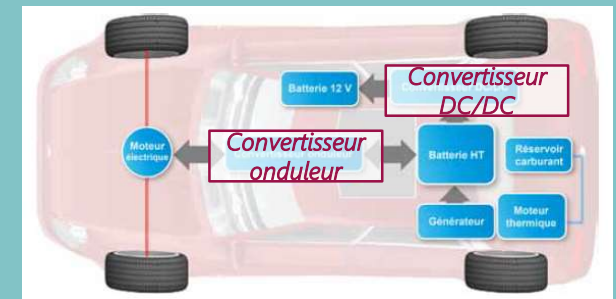 Batterie 12 V
Convertisseur
DC/DC
Moteur
électrique
Convertisseur
onduleur
Batterie HT
Réservoir
carburant
Générateur
Moteur
thermique